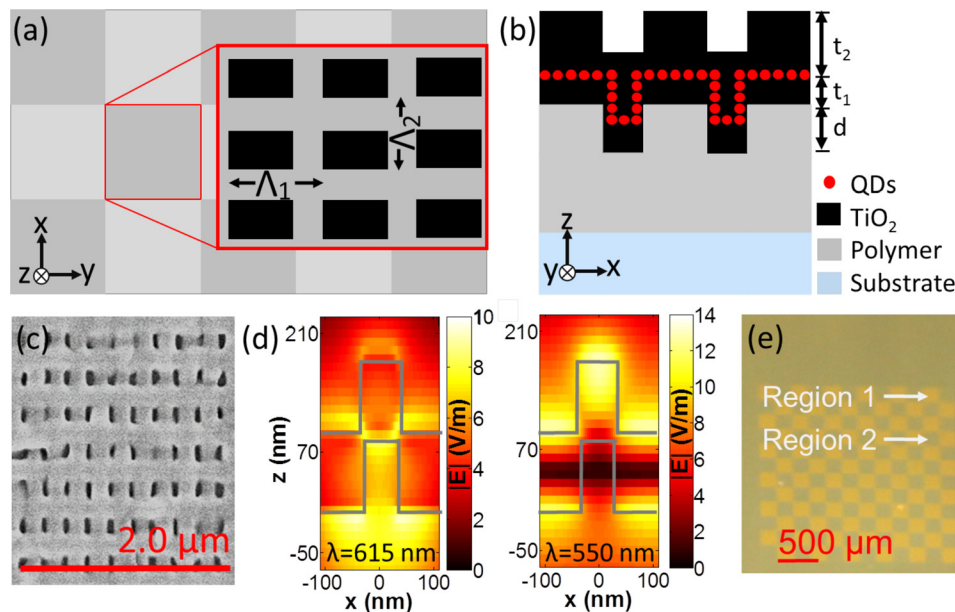 (a)
Λ1
Λ2
x
z
y
(b)
t2
t1
d
QDs
TiO2
Polymer
Substrate
z
y
x
(c)
2.0 μm
(d)
210
70
-50
z (nm)
λ=615 nm
-100 0 100
x (nm)
10
8
6
4
2
0
|E| (V/m)
210
70
-50
λ=550 nm
-100 0 100
x (nm)
14
12
10
8
6
4
2
0
|E| (V/m)
(e)
Region 1
Region 2
500 μm